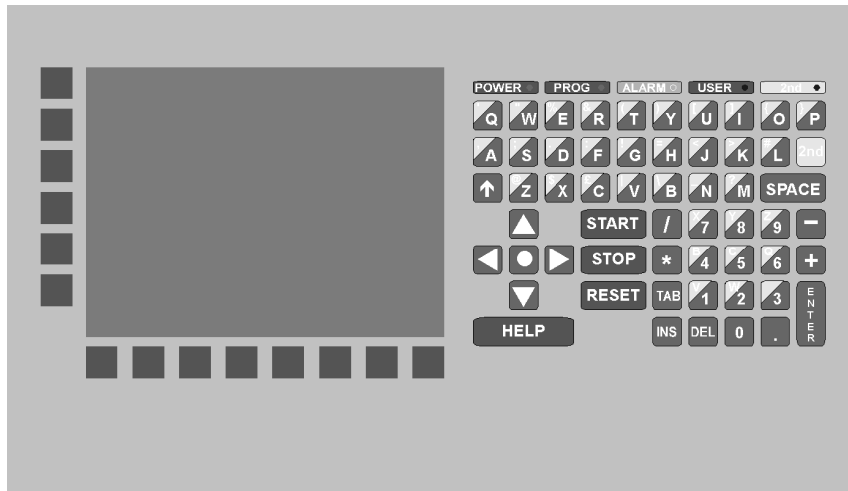 POWER PROG ALARM USER 2nd
Q W E R T Y U I O P
A S D F G H J K L 2nd
Z X C V B N M SPACE
START / 7 8 9 -
STOP * 4 5 6 +
RESET TAB 1 2 3 ENTER
HELP INS DEL 0 .